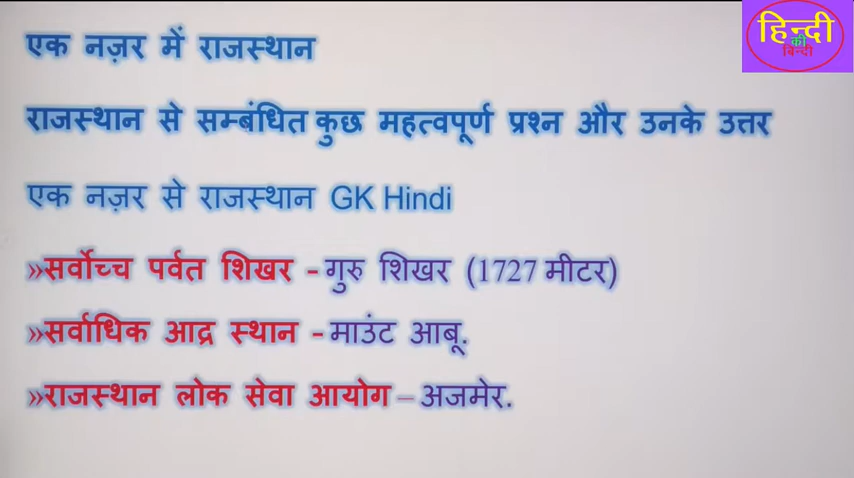 हिन्दी
की
बिन्दी
एक नज़र में राजस्थान
राजस्थान से सम्बंधित कुछ महत्वपूर्ण प्रश्न और उनके उत्तर
एक नज़र से राजस्थान GK Hindi
»सर्वोच्च पर्वत शिखर - गुरु शिखर (1727 मीटर)
»सर्वाधिक आद्र स्थान - माउंट आबू.
»राजस्थान लोक सेवा आयोग – अजमेर.